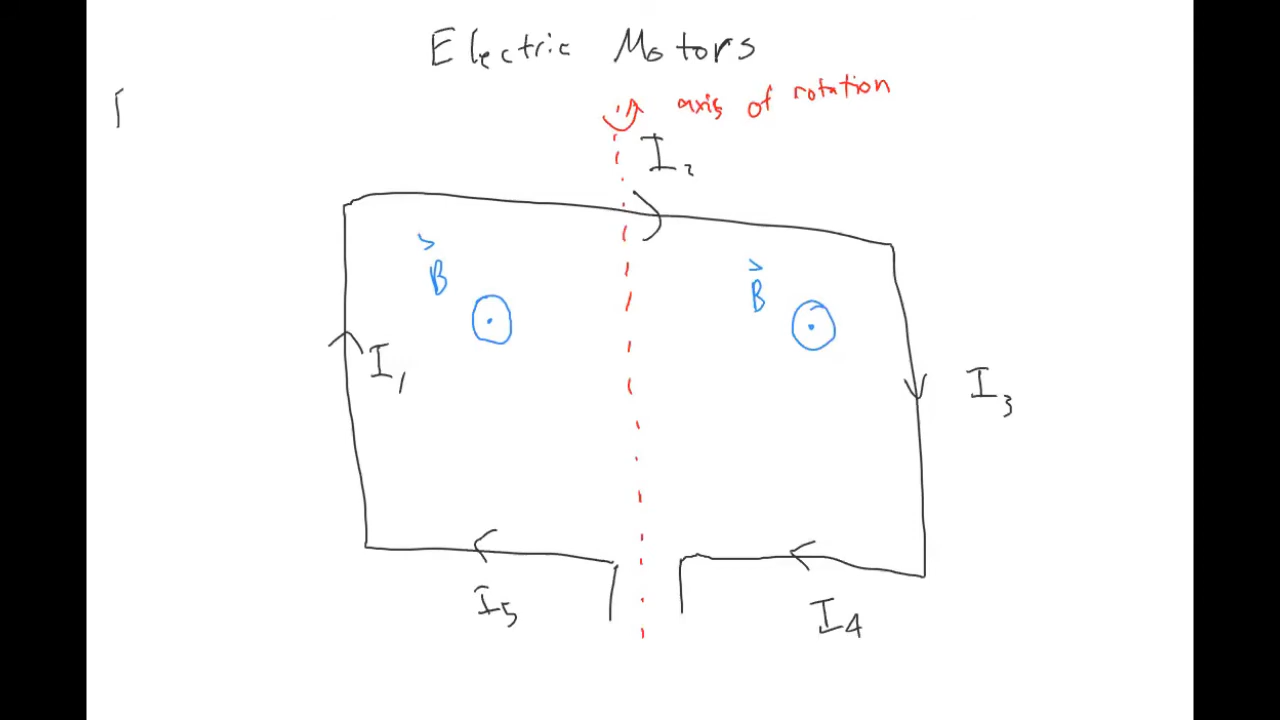 Electric Motors
axis of rotation
I₂
B
B
I₁
I₃
I₅
I₄